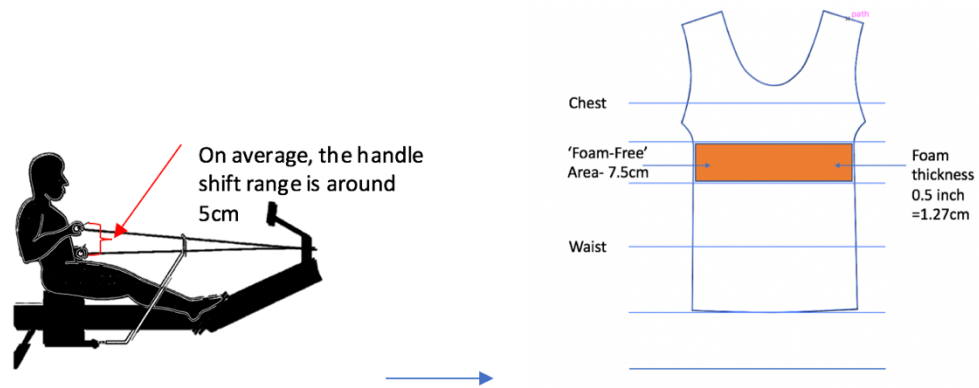 On average, the handle
shift range is around
5cm
path
Chest
‘Foam-Free’
Area- 7.5cm
Foam
thickness
0.5 inch
=1.27cm
Waist